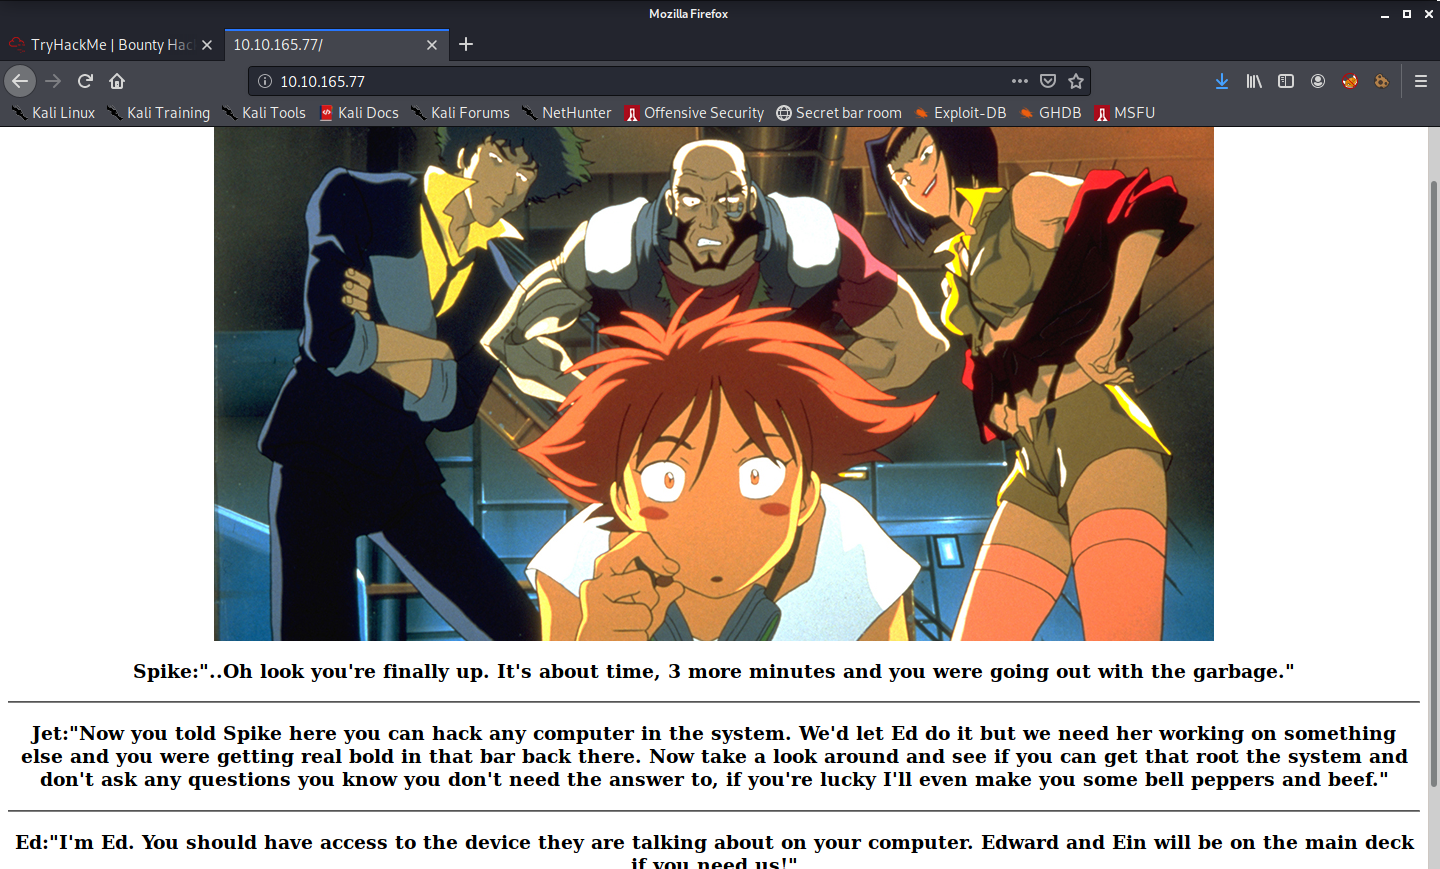 Mozilla Firefox
TryHackMe | Bounty Hac
10.10.165.77/
10.10.165.77
Kali Linux Kali Training Kali Tools Kali Docs Kali Forums NetHunter Offensive Security Secret bar room Exploit-DB GHDB MSFU
Spike:"..Oh look you're finally up. It's about time, 3 more minutes and you were going out with the garbage."
Jet:"Now you told Spike here you can hack any computer in the system. We'd let Ed do it but we need her working on something
else and you were getting real bold in that bar back there. Now take a look around and see if you can get that root the system and
don't ask any questions you know you don't need the answer to, if you're lucky I'll even make you some bell peppers and beef."
Ed:"I'm Ed. You should have access to the device they are talking about on your computer. Edward and Ein will be on the main deck
if you need us!"